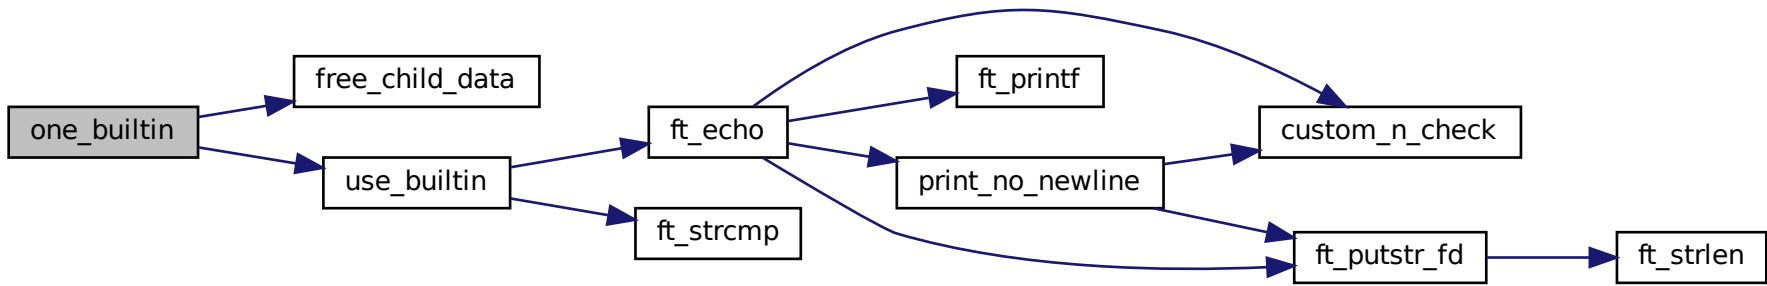 one_builtin
free_child_data
use_builtin
ft_echo
ft_strcmp
ft_printf
print_no_newline
custom_n_check
ft_putstr_fd
ft_strlen